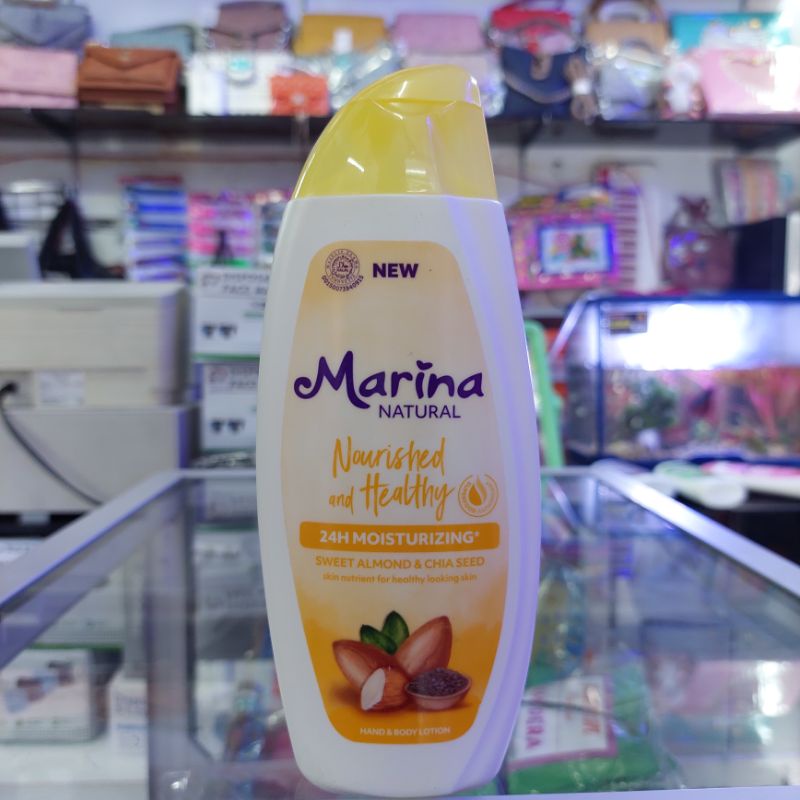 NEW
Marina
NATURAL
Nourished
and Healthy
24H MOISTURIZING*
SWEET ALMOND & CHIA SEED
skin nutrient for healthy looking skin
HAND & BODY LOTION